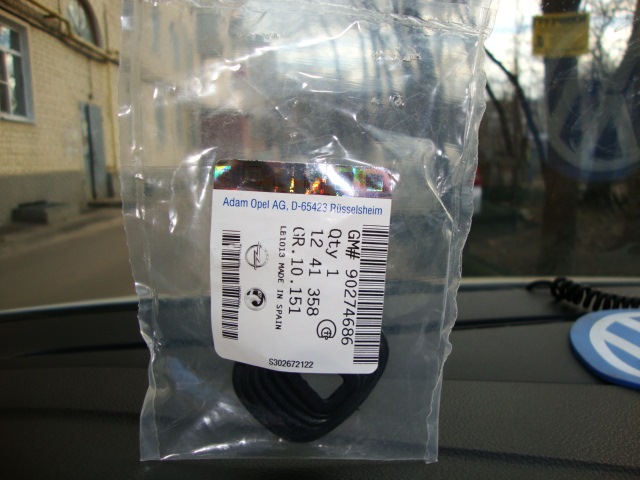 Adam Opel AG, D-65423 Rüsselsheim
GM# 90274686
Qty 1
12 41 358
GR.10.151
LE1013 MADE IN SPAIN
S302672122